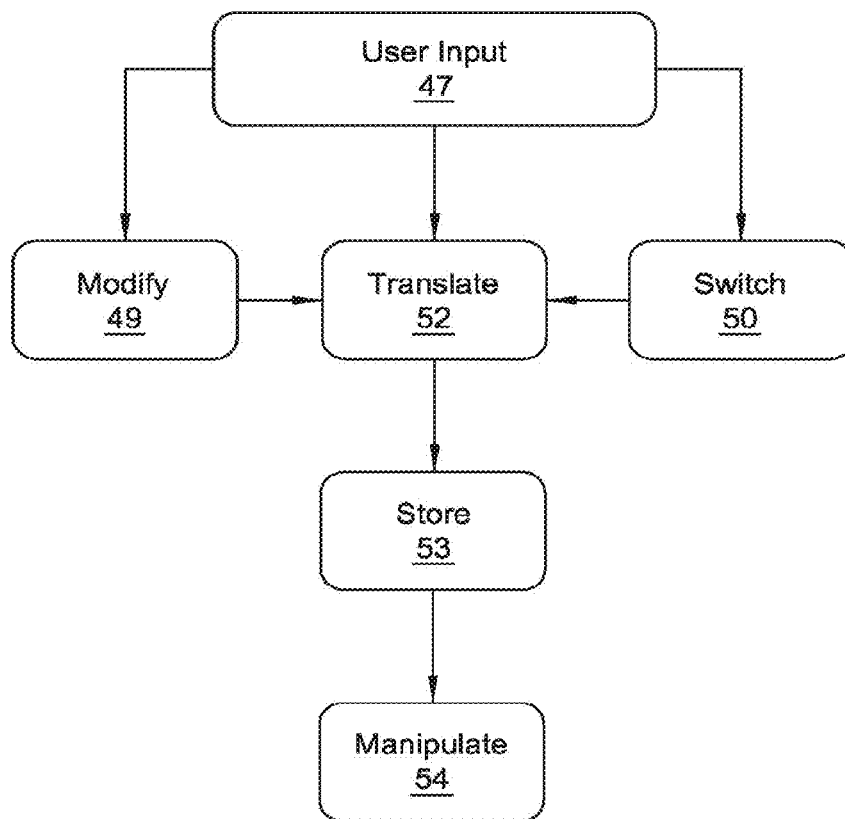 User Input
47
Modify
49
Translate
52
Switch
50
Store
53
Manipulate
54